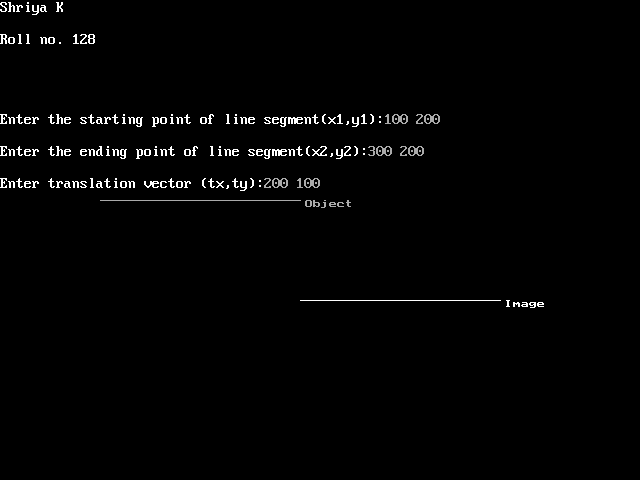 Shriya K
Roll no. 128
Enter the starting point of line segment(x1,y1):100 200
Enter the ending point of line segment(x2,y2):300 200
Enter translation vector (tx,ty):200 100
Object
Image